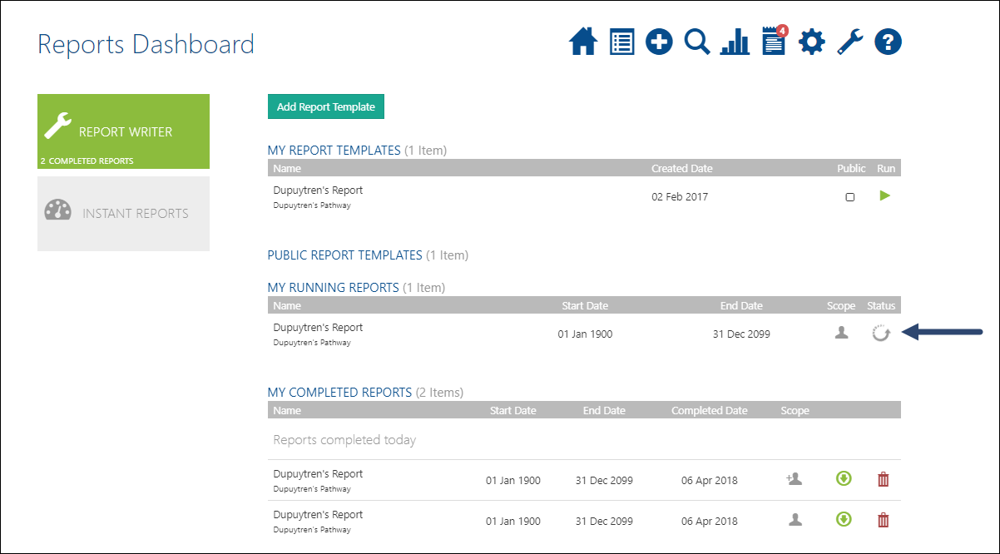 Reports Dashboard
4
REPORT WRITER
2 COMPLETED REPORTS
INSTANT REPORTS
Add Report Template
MY REPORT TEMPLATES (1 Item)
Name Created Date Public Run
Dupuytren's Report
Dupuytren's Pathway
02 Feb 2017
PUBLIC REPORT TEMPLATES (1 Item)
MY RUNNING REPORTS (1 Item)
Name Start Date End Date Scope Status
Dupuytren's Report
Dupuytren's Pathway
01 Jan 1900 31 Dec 2099
MY COMPLETED REPORTS (2 Items)
Name Start Date End Date Completed Date Scope
Reports completed today
Dupuytren's Report
Dupuytren's Pathway
01 Jan 1900 31 Dec 2099 06 Apr 2018
Dupuytren's Report
Dupuytren's Pathway
01 Jan 1900 31 Dec 2099 06 Apr 2018